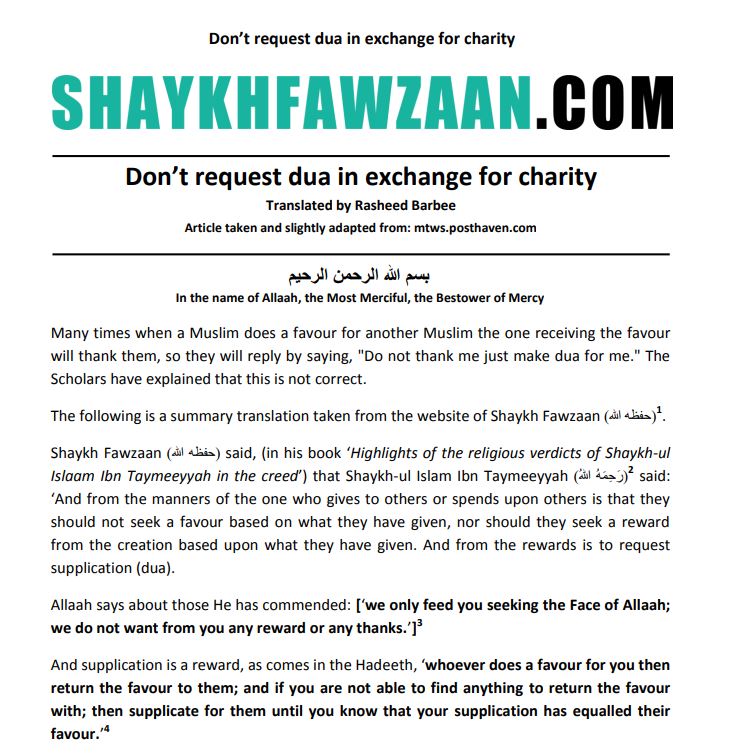 Don’t request dua in exchange for charity
SHAYKHFAWZAAN.COM
Don’t request dua in exchange for charity
Translated by Rasheed Barbee
Article taken and slightly adapted from: mtws.posthaven.com
بسم الله الرحمن الرحيم
In the name of Allaah, the Most Merciful, the Bestower of Mercy
Many times when a Muslim does a favour for another Muslim the one receiving the favour
will thank them, so they will reply by saying, "Do not thank me just make dua for me." The
Scholars have explained that this is not correct.
The following is a summary translation taken from the website of Shaykh Fawzaan (حفظه الله)1.
Shaykh Fawzaan (حفظه الله) said, (in his book ‘Highlights of the religious verdicts of Shaykh-ul
Islaam Ibn Taymeeyyah in the creed’) that Shaykh-ul Islam Ibn Taymeeyyah (رَحِمَهُ اللهُ)2 said:
‘And from the manners of the one who gives to others or spends upon others is that they
should not seek a favour based on what they have given, nor should they seek a reward
from the creation based upon what they have given. And from the rewards is to request
supplication (dua).
Allaah says about those He has commended: [‘we only feed you seeking the Face of Allaah;
we do not want from you any reward or any thanks.’]3
And supplication is a reward, as comes in the Hadeeth, ‘whoever does a favour for you then
return the favour to them; and if you are not able to find anything to return the favour
with; then supplicate for them until you know that your supplication has equalled their
favour.’4